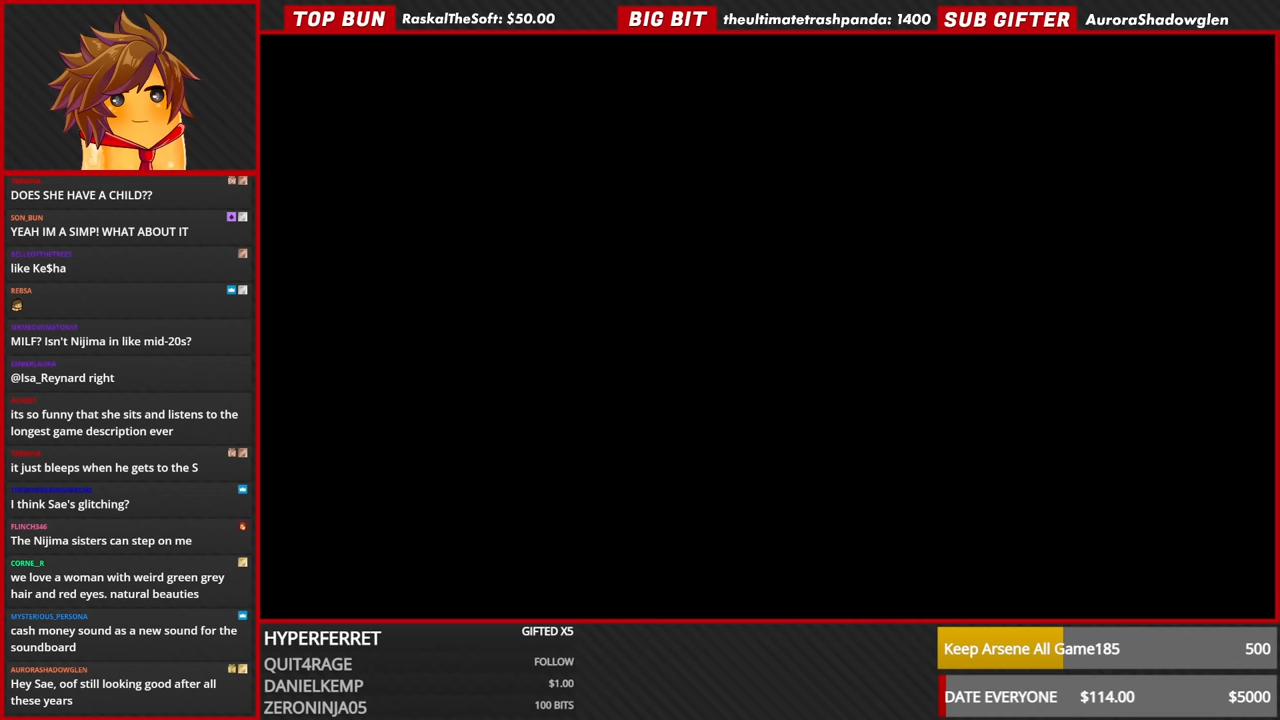 TOP BUN RaskalTheSoft: $50.00 BIG BIT theultimatetrashpanda: 1400 SUB GIFTER AuroraShadowglen
DOES SHE HAVE A CHILD??
SON_BUN
YEAH IM A SIMP! WHAT ABOUT IT
BELLEOFTHETREES
like Ke$ha
REBSA
MILF? Isn't Nijima in like mid-20s?
@Isa_Reynard right
its so funny that she sits and listens to the
longest game description ever
it just bleeps when he gets to the S
I think Sae's glitching?
FLINCH346
The Nijima sisters can step on me
CORNE__R
we love a woman with weird green grey
hair and red eyes. natural beauties
MYSTERIOUS_PERSONA
cash money sound as a new sound for the
soundboard
AURORASHADOWGLEN
Hey Sae, oof still looking good after all
these years
HYPERFERRET GIFTED X5
QUIT4RAGE FOLLOW
DANIELKEMP $1.00
ZERONINJA05 100 BITS
Keep Arsene All Game185 500
DATE EVERYONE $114.00 $5000